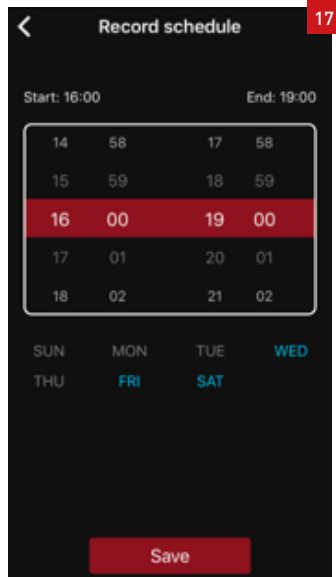 17
Record schedule
Start: 16:00 End: 19:00
14 58 17 58
15 59 18 59
16 00 19 00
17 01 20 01
18 02 21 02
SUN MON TUE WED
THU FRI SAT
Save